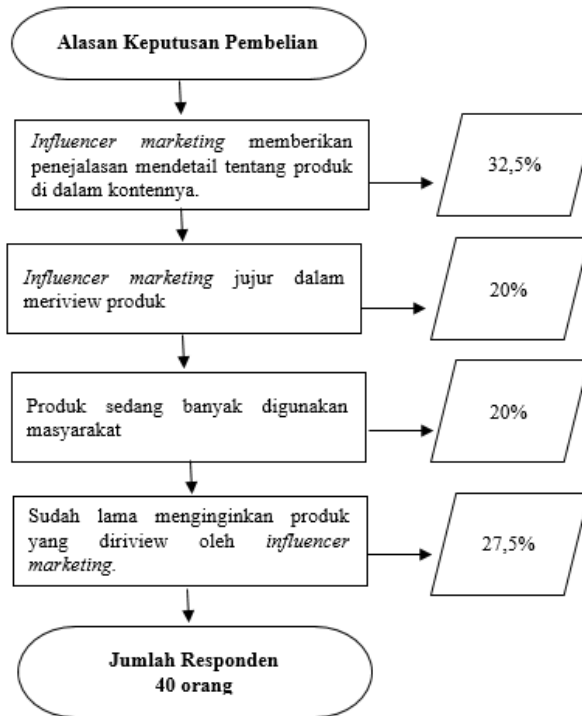 Alasan Keputusan Pembelian
Influencer marketing memberikan
penejalasan mendetail tentang produk
di dalam kontennya.
32,5%
Influencer marketing jujur dalam
meriview produk
20%
Produk sedang banyak digunakan
masyarakat
20%
Sudah lama menginginkan produk
yang diriview oleh influencer
marketing.
27,5%
Jumlah Responden
40 orang